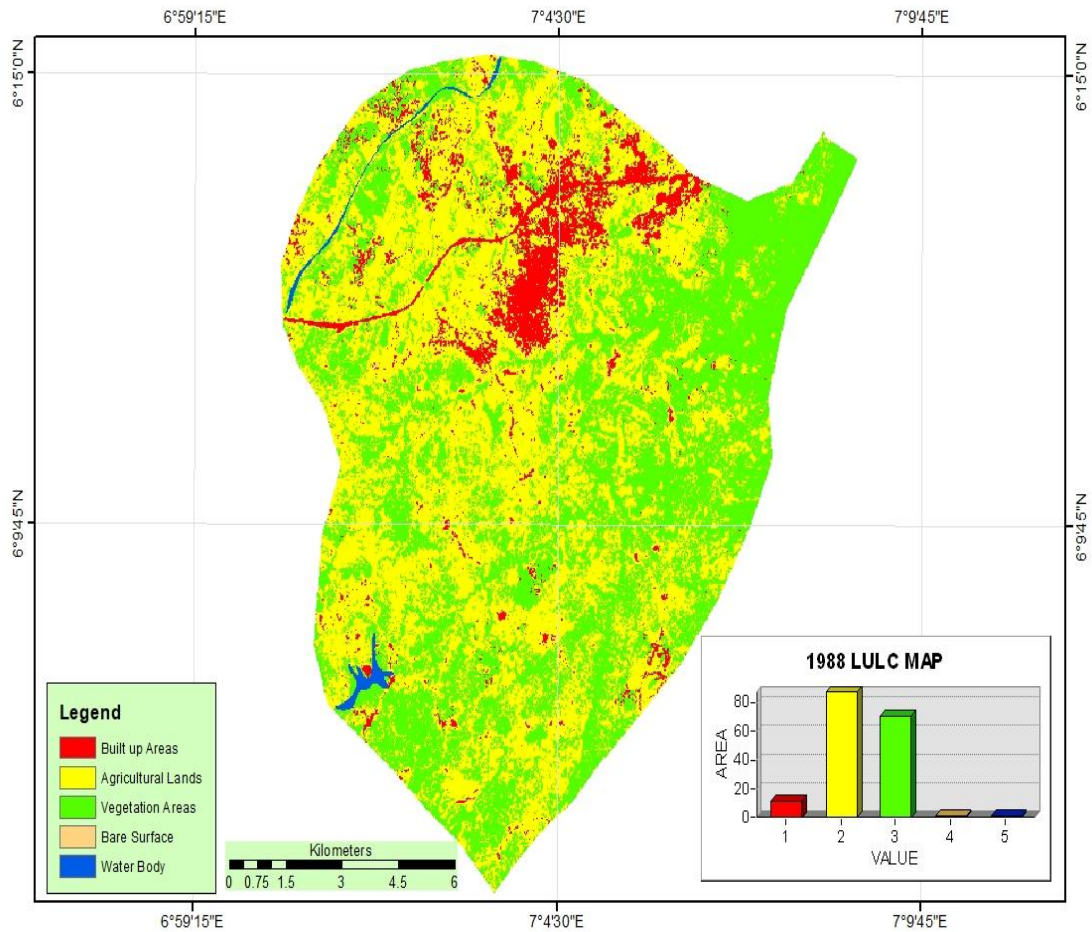 6°59'15"E 7°4'30"E 7°9'45"E
6°15'0"N 6°15'0"N
6°9'45"N 6°9'45"N
1988 LULC MAP
80
60
40
20
0
AREA
1 2 3 4 5
VALUE
Legend
Built up Areas
Agricultural Lands
Vegetation Areas
Bare Surface
Water Body
Kilometers
0 0.75 1.5 3 4.5 6
6°59'15"E 7°4'30"E 7°9'45"E